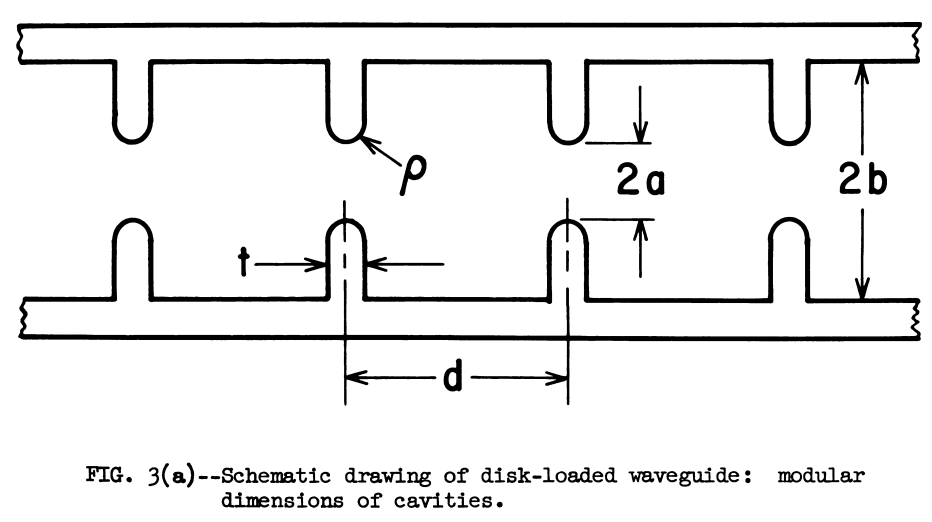 ρ
2a
2b
t
d
FIG. 3(a)--Schematic drawing of disk-loaded waveguide: modular
dimensions of cavities.